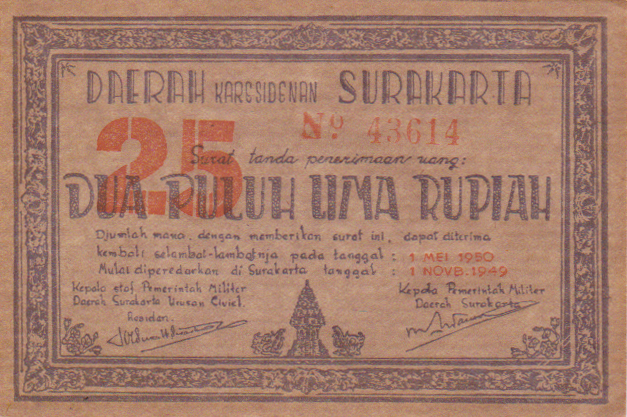 DAERAH KARESIDENAN SURAKARTA
25
Nº 43614
Surat tanda penerimaan uang:
DUA PULUH LIMA RUPIAH
Djumlah mana, dengan memberikan surat ini, dapat diterima
kembali selambat-lambatnja pada tanggal : 1 MEI 1950
Mulai diperedarkan di Surakarta tanggal : 1 NOVB. 1949
Kepala stof Pemerintah Militer
Daerah Surakarta Urusan Civiel.
Residen.
Kepala Pemerintah Militer
Daerah Surakarta